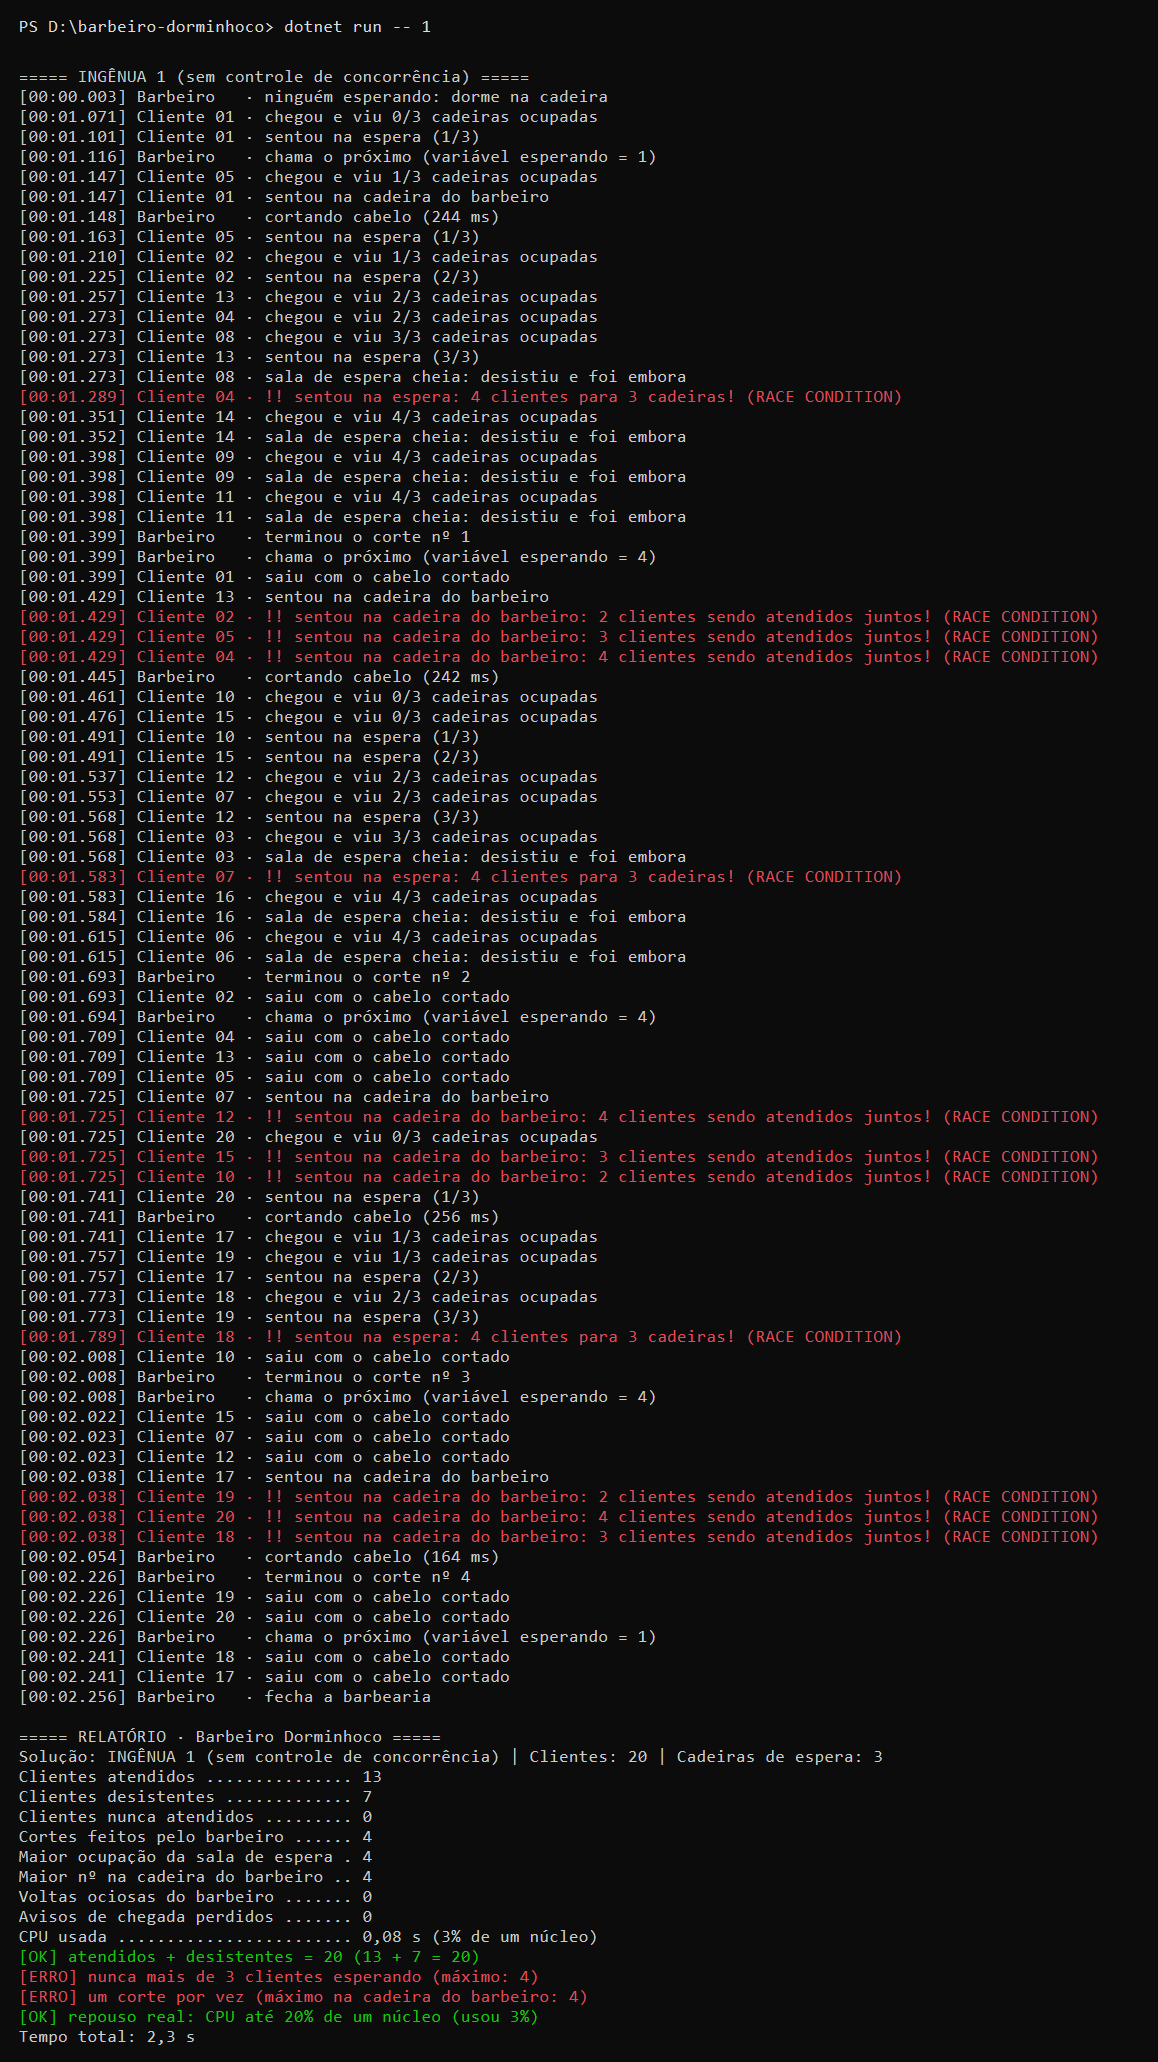 PS D:\barbeiro-dorminhoco> dotnet run -- 1
===== INGÊNUA 1 (sem controle de concorrência) =====
[00:00.003] Barbeiro   · ninguém esperando: dorme na cadeira
[00:01.071] Cliente 01 · chegou e viu 0/3 cadeiras ocupadas
[00:01.101] Cliente 01 · sentou na espera (1/3)
[00:01.116] Barbeiro   · chama o próximo (variável esperando = 1)
[00:01.147] Cliente 05 · chegou e viu 1/3 cadeiras ocupadas
[00:01.147] Cliente 01 · sentou na cadeira do barbeiro
[00:01.148] Barbeiro   · cortando cabelo (244 ms)
[00:01.163] Cliente 05 · sentou na espera (1/3)
[00:01.210] Cliente 02 · chegou e viu 1/3 cadeiras ocupadas
[00:01.225] Cliente 02 · sentou na espera (2/3)
[00:01.257] Cliente 13 · chegou e viu 2/3 cadeiras ocupadas
[00:01.273] Cliente 04 · chegou e viu 2/3 cadeiras ocupadas
[00:01.273] Cliente 08 · chegou e viu 3/3 cadeiras ocupadas
[00:01.273] Cliente 13 · sentou na espera (3/3)
[00:01.273] Cliente 08 · sala de espera cheia: desistiu e foi embora
[00:01.289] Cliente 04 · !! sentou na espera: 4 clientes para 3 cadeiras! (RACE CONDITION)
[00:01.351] Cliente 14 · chegou e viu 4/3 cadeiras ocupadas
[00:01.352] Cliente 14 · sala de espera cheia: desistiu e foi embora
[00:01.398] Cliente 09 · chegou e viu 4/3 cadeiras ocupadas
[00:01.398] Cliente 09 · sala de espera cheia: desistiu e foi embora
[00:01.398] Cliente 11 · chegou e viu 4/3 cadeiras ocupadas
[00:01.398] Cliente 11 · sala de espera cheia: desistiu e foi embora
[00:01.399] Barbeiro   · terminou o corte nº 1
[00:01.399] Barbeiro   · chama o próximo (variável esperando = 4)
[00:01.399] Cliente 01 · saiu com o cabelo cortado
[00:01.429] Cliente 13 · sentou na cadeira do barbeiro
[00:01.429] Cliente 02 · !! sentou na cadeira do barbeiro: 2 clientes sendo atendidos juntos! (RACE CONDITION)
[00:01.429] Cliente 05 · !! sentou na cadeira do barbeiro: 3 clientes sendo atendidos juntos! (RACE CONDITION)
[00:01.429] Cliente 04 · !! sentou na cadeira do barbeiro: 4 clientes sendo atendidos juntos! (RACE CONDITION)
[00:01.445] Barbeiro   · cortando cabelo (242 ms)
[00:01.461] Cliente 10 · chegou e viu 0/3 cadeiras ocupadas
[00:01.476] Cliente 15 · chegou e viu 0/3 cadeiras ocupadas
[00:01.491] Cliente 10 · sentou na espera (1/3)
[00:01.491] Cliente 15 · sentou na espera (2/3)
[00:01.537] Cliente 12 · chegou e viu 2/3 cadeiras ocupadas
[00:01.553] Cliente 07 · chegou e viu 2/3 cadeiras ocupadas
[00:01.568] Cliente 12 · sentou na espera (3/3)
[00:01.568] Cliente 03 · chegou e viu 3/3 cadeiras ocupadas
[00:01.568] Cliente 03 · sala de espera cheia: desistiu e foi embora
[00:01.583] Cliente 07 · !! sentou na espera: 4 clientes para 3 cadeiras! (RACE CONDITION)
[00:01.583] Cliente 16 · chegou e viu 4/3 cadeiras ocupadas
[00:01.584] Cliente 16 · sala de espera cheia: desistiu e foi embora
[00:01.615] Cliente 06 · chegou e viu 4/3 cadeiras ocupadas
[00:01.615] Cliente 06 · sala de espera cheia: desistiu e foi embora
[00:01.693] Barbeiro   · terminou o corte nº 2
[00:01.693] Cliente 02 · saiu com o cabelo cortado
[00:01.694] Barbeiro   · chama o próximo (variável esperando = 4)
[00:01.709] Cliente 04 · saiu com o cabelo cortado
[00:01.709] Cliente 13 · saiu com o cabelo cortado
[00:01.709] Cliente 05 · saiu com o cabelo cortado
[00:01.725] Cliente 07 · sentou na cadeira do barbeiro
[00:01.725] Cliente 12 · !! sentou na cadeira do barbeiro: 4 clientes sendo atendidos juntos! (RACE CONDITION)
[00:01.725] Cliente 20 · chegou e viu 0/3 cadeiras ocupadas
[00:01.725] Cliente 15 · !! sentou na cadeira do barbeiro: 3 clientes sendo atendidos juntos! (RACE CONDITION)
[00:01.725] Cliente 10 · !! sentou na cadeira do barbeiro: 2 clientes sendo atendidos juntos! (RACE CONDITION)
[00:01.741] Cliente 20 · sentou na espera (1/3)
[00:01.741] Barbeiro   · cortando cabelo (256 ms)
[00:01.741] Cliente 17 · chegou e viu 1/3 cadeiras ocupadas
[00:01.757] Cliente 19 · chegou e viu 1/3 cadeiras ocupadas
[00:01.757] Cliente 17 · sentou na espera (2/3)
[00:01.773] Cliente 18 · chegou e viu 2/3 cadeiras ocupadas
[00:01.773] Cliente 19 · sentou na espera (3/3)
[00:01.789] Cliente 18 · !! sentou na espera: 4 clientes para 3 cadeiras! (RACE CONDITION)
[00:02.008] Cliente 10 · saiu com o cabelo cortado
[00:02.008] Barbeiro   · terminou o corte nº 3
[00:02.008] Barbeiro   · chama o próximo (variável esperando = 4)
[00:02.022] Cliente 15 · saiu com o cabelo cortado
[00:02.023] Cliente 07 · saiu com o cabelo cortado
[00:02.023] Cliente 12 · saiu com o cabelo cortado
[00:02.038] Cliente 17 · sentou na cadeira do barbeiro
[00:02.038] Cliente 19 · !! sentou na cadeira do barbeiro: 2 clientes sendo atendidos juntos! (RACE CONDITION)
[00:02.038] Cliente 20 · !! sentou na cadeira do barbeiro: 4 clientes sendo atendidos juntos! (RACE CONDITION)
[00:02.038] Cliente 18 · !! sentou na cadeira do barbeiro: 3 clientes sendo atendidos juntos! (RACE CONDITION)
[00:02.054] Barbeiro   · cortando cabelo (164 ms)
[00:02.226] Barbeiro   · terminou o corte nº 4
[00:02.226] Cliente 19 · saiu com o cabelo cortado
[00:02.226] Cliente 20 · saiu com o cabelo cortado
[00:02.226] Barbeiro   · chama o próximo (variável esperando = 1)
[00:02.241] Cliente 18 · saiu com o cabelo cortado
[00:02.241] Cliente 17 · saiu com o cabelo cortado
[00:02.256] Barbeiro   · fecha a barbearia
===== RELATÓRIO · Barbeiro Dorminhoco =====
Solução: INGÊNUA 1 (sem controle de concorrência) | Clientes: 20 | Cadeiras de espera: 3
Clientes atendidos ............... 13
Clientes desistentes ............. 7
Clientes nunca atendidos ......... 0
Cortes feitos pelo barbeiro ...... 4
Maior ocupação da sala de espera . 4
Maior nº na cadeira do barbeiro .. 4
Voltas ociosas do barbeiro ....... 0
Avisos de chegada perdidos ....... 0
CPU usada ........................ 0,08 s (3% de um núcleo)
[OK] atendidos + desistentes = 20 (13 + 7 = 20)
[ERRO] nunca mais de 3 clientes esperando (máximo: 4)
[ERRO] um corte por vez (máximo na cadeira do barbeiro: 4)
[OK] repouso real: CPU até 20% de um núcleo (usou 3%)
Tempo total: 2,3 s